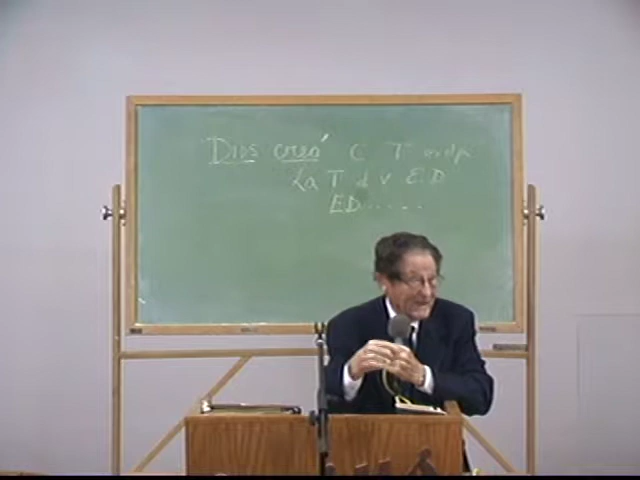 Dios creó C T
La T d v E.D
ED.....